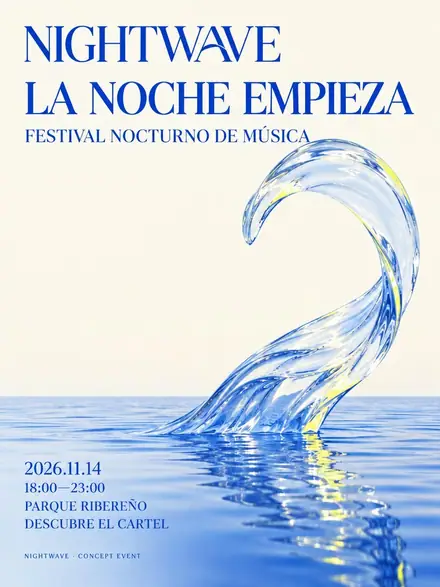 NIGHTWAVE
LA NOCHE EMPIEZA
FESTIVAL NOCTURNO DE MÚSICA
2026.11.14
18:00—23:00
PARQUE RIBEREÑO
DESCUBRE EL CARTEL
NIGHTWAVE · CONCEPT EVENT